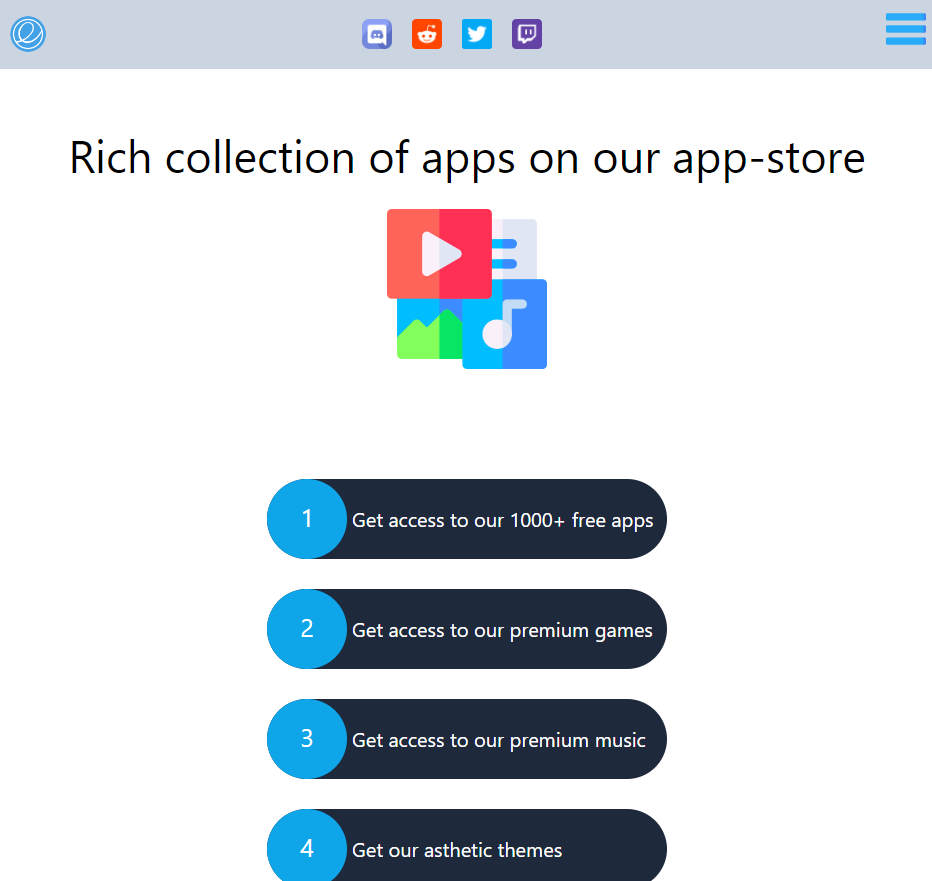 Rich collection of apps on our app-store
1 Get access to our 1000+ free apps
2 Get access to our premium games
3 Get access to our premium music
4 Get our asthetic themes